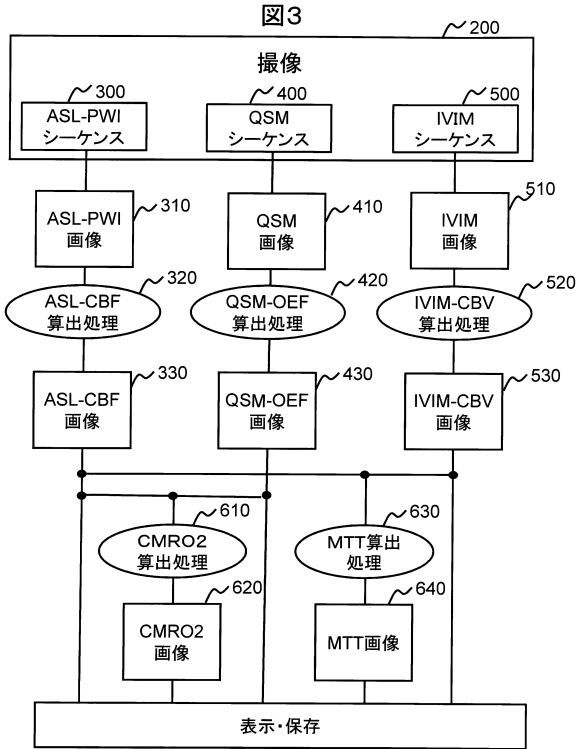 図3
200
撮像
300
400
500
ASL-PWI
シーケンス
QSM
シーケンス
IVIM
シーケンス
ASL-PWI
画像
310
QSM
画像
410
IVIM
画像
510
ASL-CBF
算出処理
320
QSM-OEF
算出処理
420
IVIM-CBV
算出処理
520
ASL-CBF
画像
330
QSM-OEF
画像
430
IVIM-CBV
画像
530
CMRO2
算出処理
610
MTT算出
処理
630
CMRO2
画像
620
MTT画像
640
表示・保存